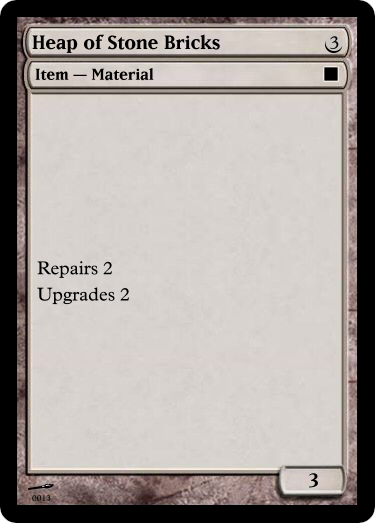 Heap of Stone Bricks 3
Item — Material
Repairs 2
Upgrades 2
3
0013